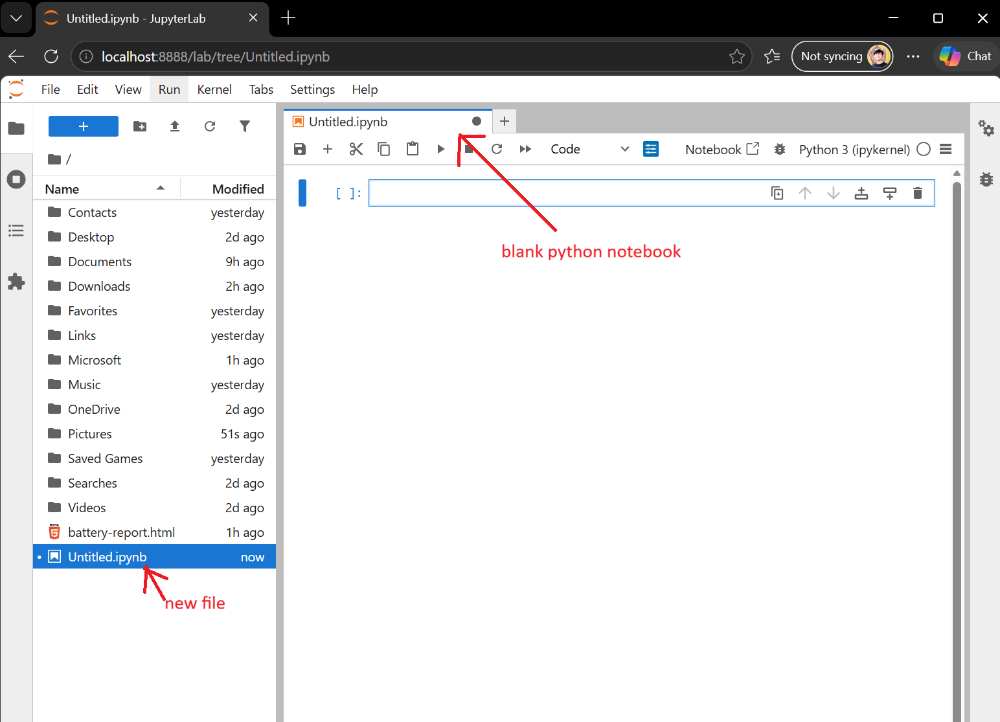 Untitled.ipynb - JupyterLab
localhost:8888/lab/tree/Untitled.ipynb
Not syncing
Chat
File Edit View Run Kernel Tabs Settings Help
Untitled.ipynb
Code
Notebook
Python 3 (ipykernel)
/
Name Modified
Contacts yesterday
Desktop 2d ago
Documents 9h ago
Downloads 2h ago
Favorites yesterday
Links yesterday
Microsoft 1h ago
Music yesterday
OneDrive 2d ago
Pictures 51s ago
Saved Games yesterday
Searches 2d ago
Videos 2d ago
battery-report.html 1h ago
Untitled.ipynb now
[ ]:
blank python notebook
new file